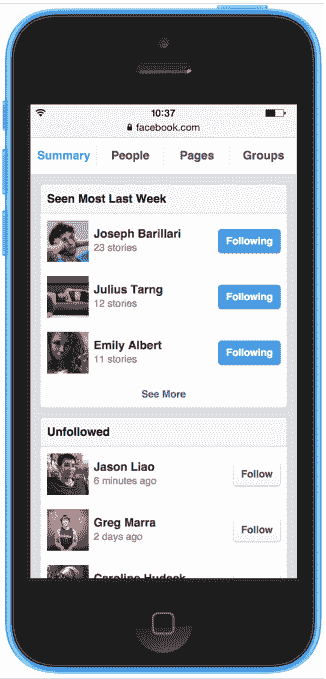 10:37
facebook.com
Summary People Pages Groups
Seen Most Last Week
Joseph Barillari
23 stories
Following
Julius Tarng
12 stories
Following
Emily Albert
11 stories
Following
See More
Unfollowed
Jason Liao
6 minutes ago
Follow
Greg Marra
2 days ago
Follow